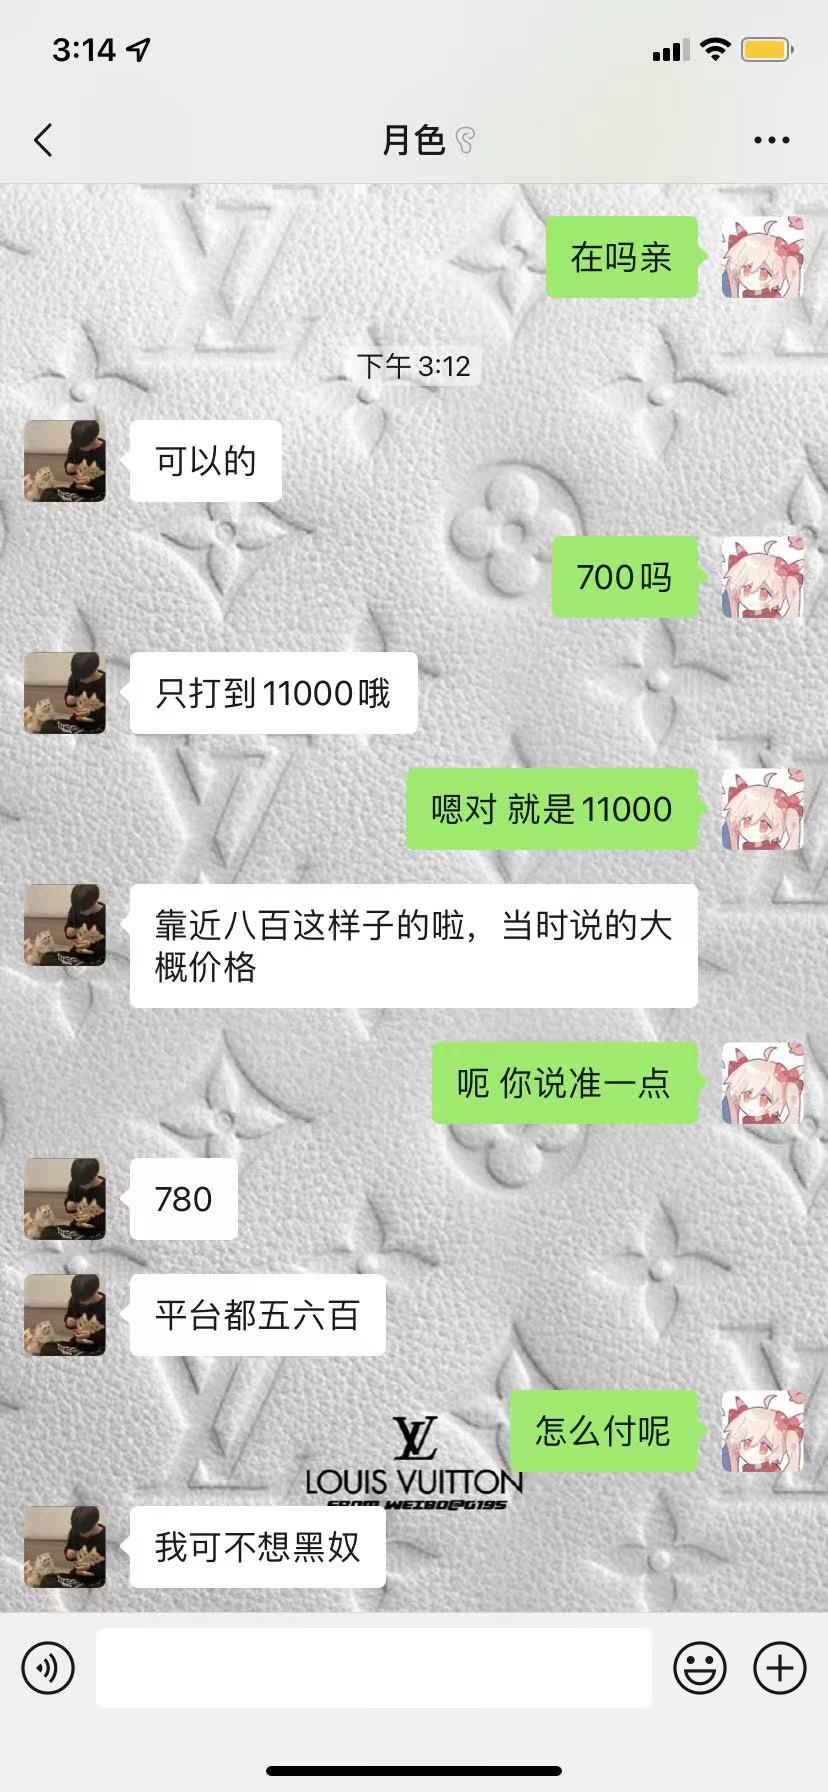 3:14
月色
在吗亲
下午 3:12
可以的
700吗
只打到11000哦
嗯对 就是11000
靠近八百这样子的啦，当时说的大
概价格
呃 你说准一点
780
平台都五六百
怎么付呢
LV
LOUIS VUITTON
FROM WEIBO@G195
我可不想黑奴